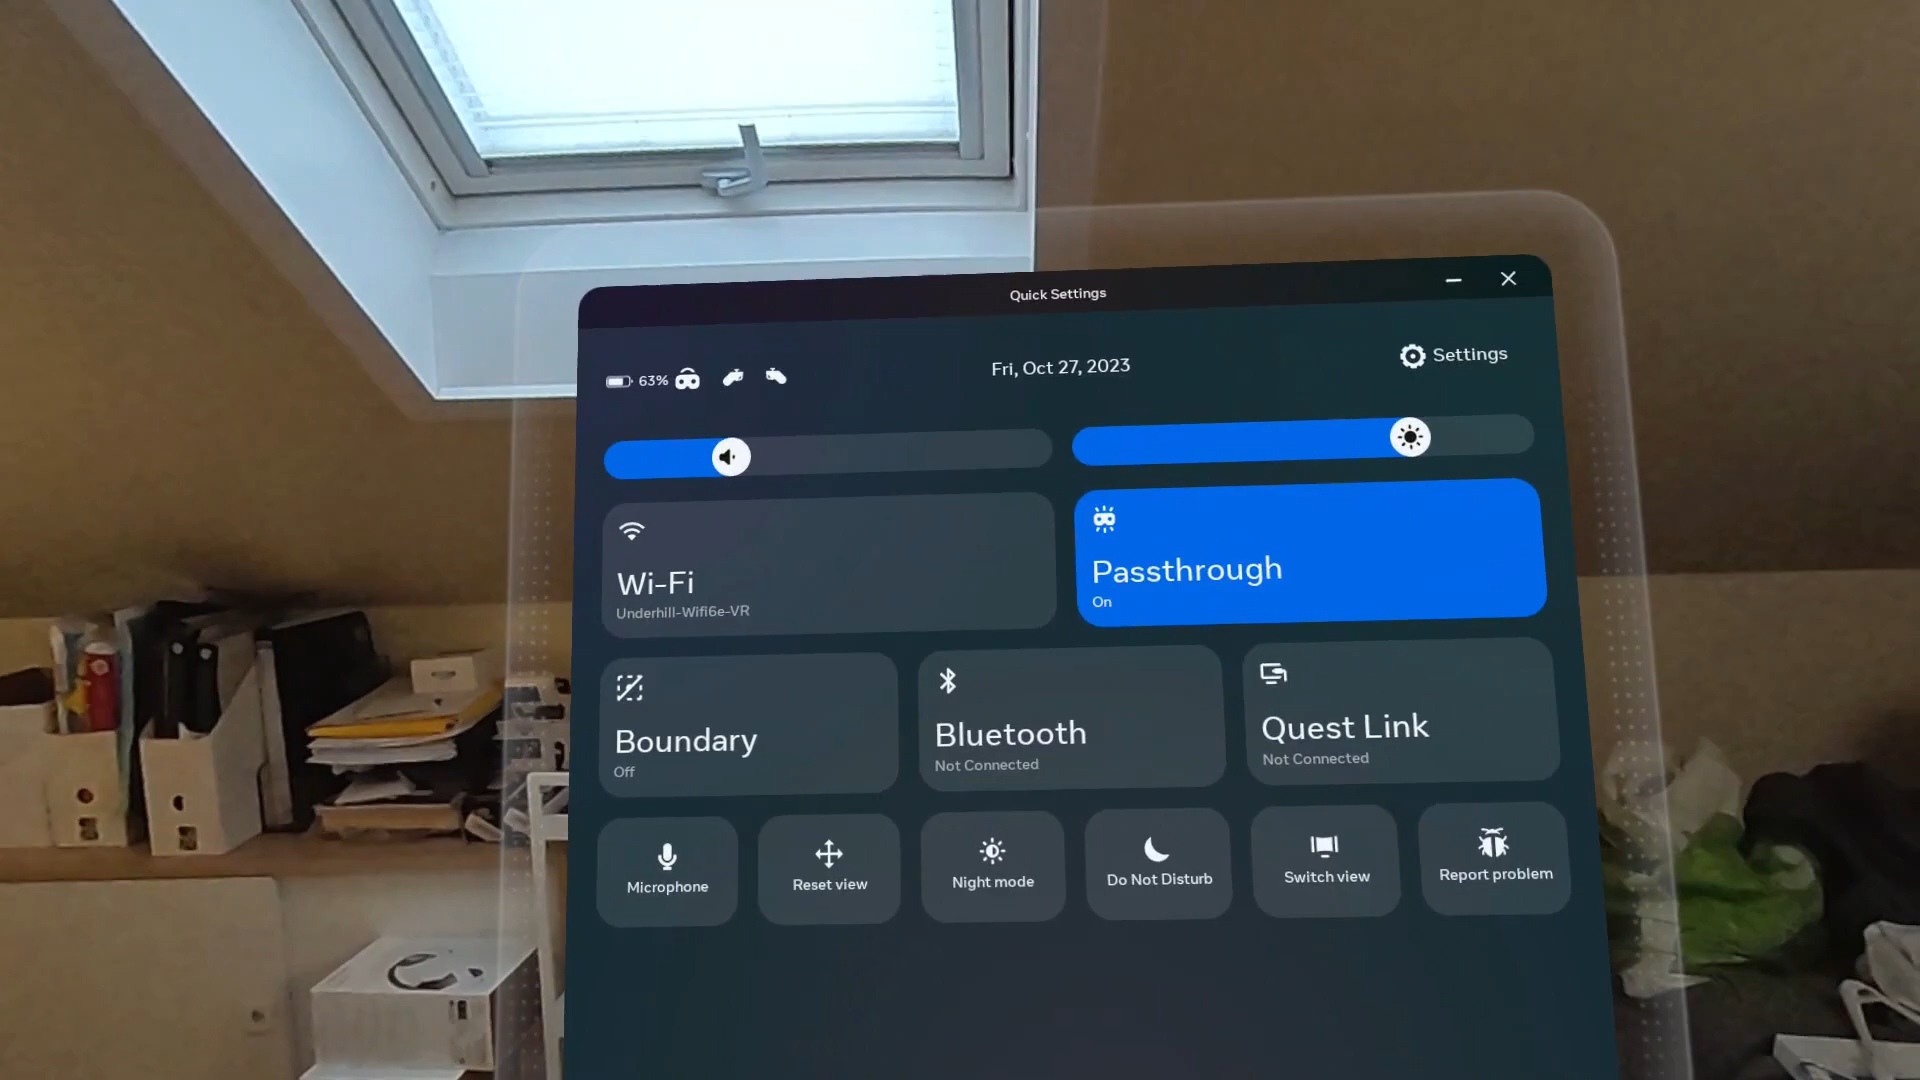 Quick Settings
63%
Fri, Oct 27, 2023
Settings
Wi-Fi
Underhill-Wifi6e-VR
Passthrough
On
Boundary
Off
Bluetooth
Not Connected
Quest Link
Not Connected
Microphone
Reset view
Night mode
Do Not Disturb
Switch view
Report problem